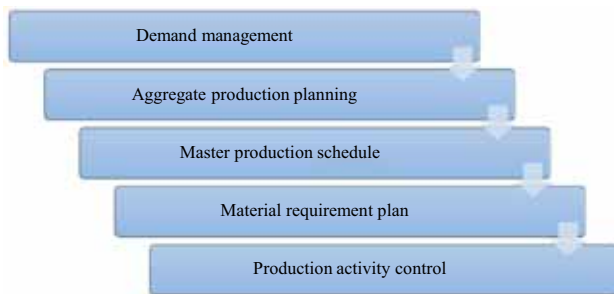 Demand management
Aggregate production planning
Master production schedule
Material requirement plan
Production activity control